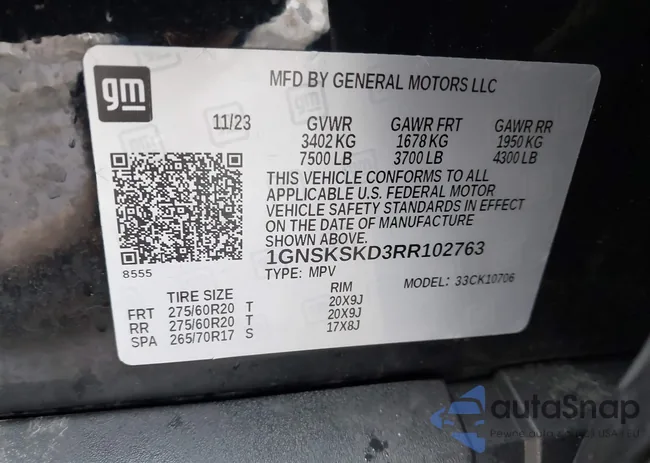 gm
MFD BY GENERAL MOTORS LLC
11/23 GVWR GAWR FRT GAWR RR
3402 KG 1678 KG 1950 KG
7500 LB 3700 LB 4300 LB
THIS VEHICLE CONFORMS TO ALL
APPLICABLE U.S. FEDERAL MOTOR
VEHICLE SAFETY STANDARDS IN EFFECT
ON THE DATE OF MANUFACTURE
SHOWN ABOVE.
8555
1GNSKSKD3RR102763
TYPE: MPV MODEL: 33CK10706
TIRE SIZE RIM
FRT 275/60R20 T 20X9J
RR 275/60R20 T 20X9J
SPA 265/70R17 S 17X8J
autoSnap